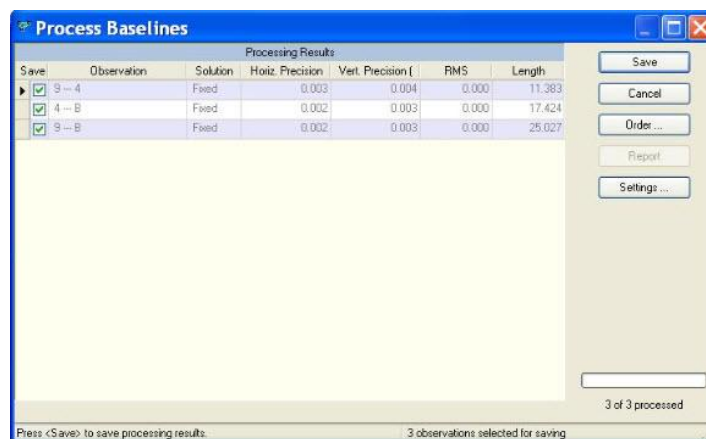 Process Baselines
Processing Results
Save Observation Solution Horiz. Precision Vert. Precision ( RMS Length
9 -- 4 Fixed 0.003 0.004 0.000 11.383
4 -- B Fixed 0.002 0.003 0.000 17.424
9 -- B Fixed 0.002 0.003 0.000 25.027
Save
Cancel
Order ...
Report
Settings ...
3 of 3 processed
Press <Save> to save processing results. 3 observations selected for saving